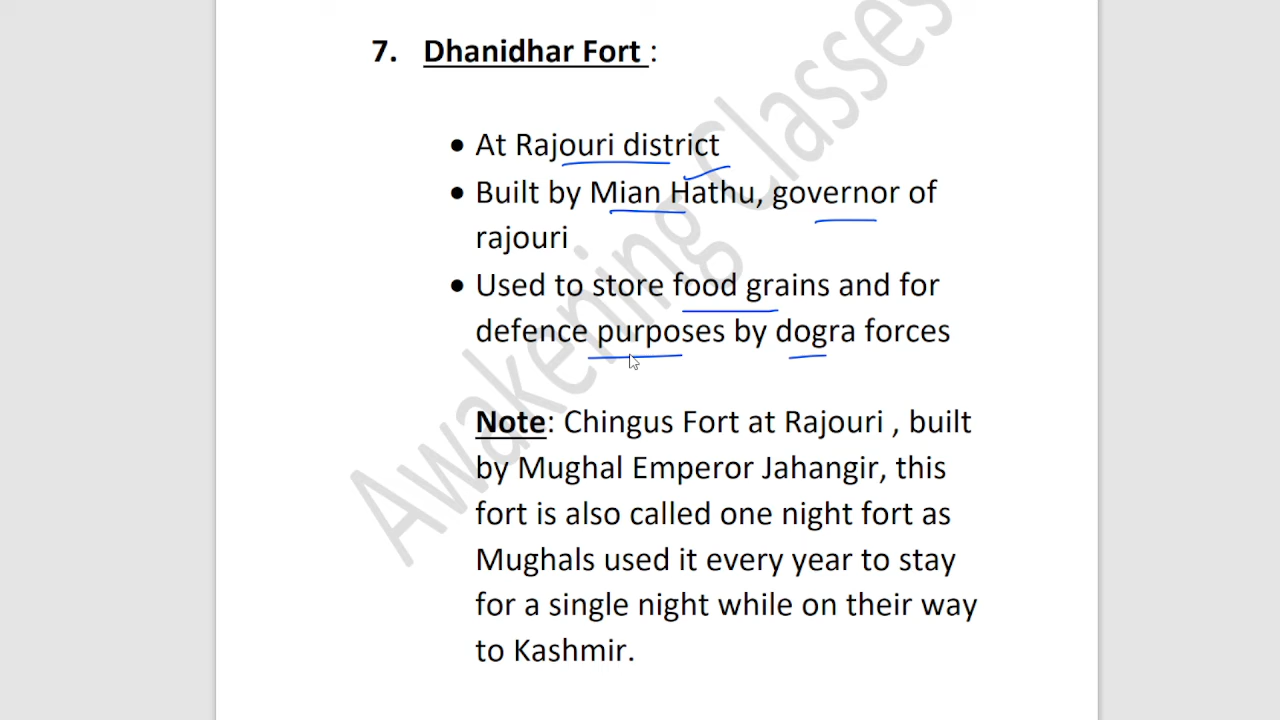 7. Dhanidhar Fort :
• At Rajouri district
• Built by Mian Hathu, governor of
rajouri
• Used to store food grains and for
defence purposes by dogra forces
Note: Chingus Fort at Rajouri , built
by Mughal Emperor Jahangir, this
fort is also called one night fort as
Mughals used it every year to stay
for a single night while on their way
to Kashmir.
Awakening Classes